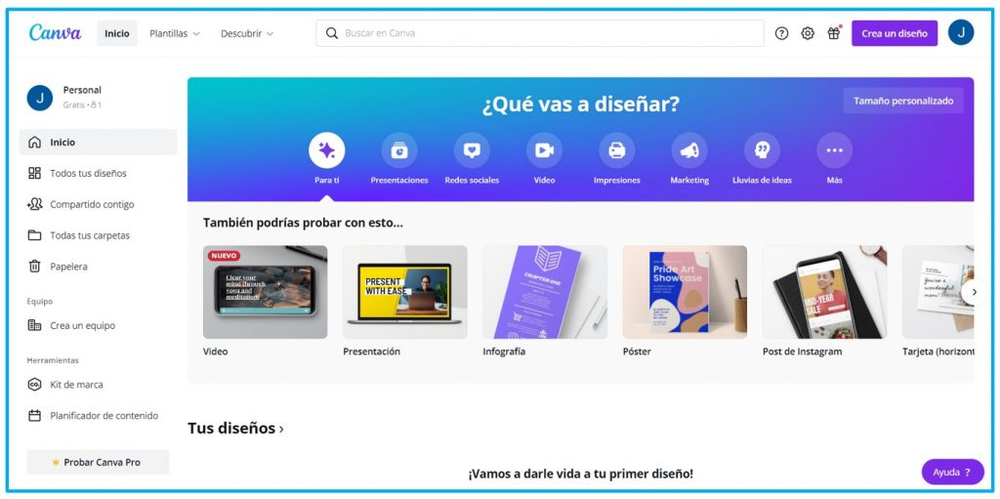 Canva
Inicio
Plantillas
Descubrir
Buscar en Canva
Crea un diseño
J
J
Personal
Gratis • 1
Inicio
Todos tus diseños
Compartido contigo
Todas tus carpetas
Papelera
Equipo
Crea un equipo
Herramientas
CO.
Kit de marca
Planificador de contenido
Probar Canva Pro
¿Qué vas a diseñar?
Tamaño personalizado
Para ti
Presentaciones
Redes sociales
Video
Impresiones
Marketing
Lluvias de ideas
Más
También podrías probar con esto...
NUEVO
Clear your
mind through
yoga and
meditation
Video
PRESENT
WITH EASE
Presentación
CHAPTER ONE
Infografía
Pride Art
Showcase
Póster
MID-YEAR
SALE
Post de Instagram
You're a
wonderful
mom!
Tarjeta (horizont
Tus diseños ›
¡Vamos a darle vida a tu primer diseño!
Ayuda ?